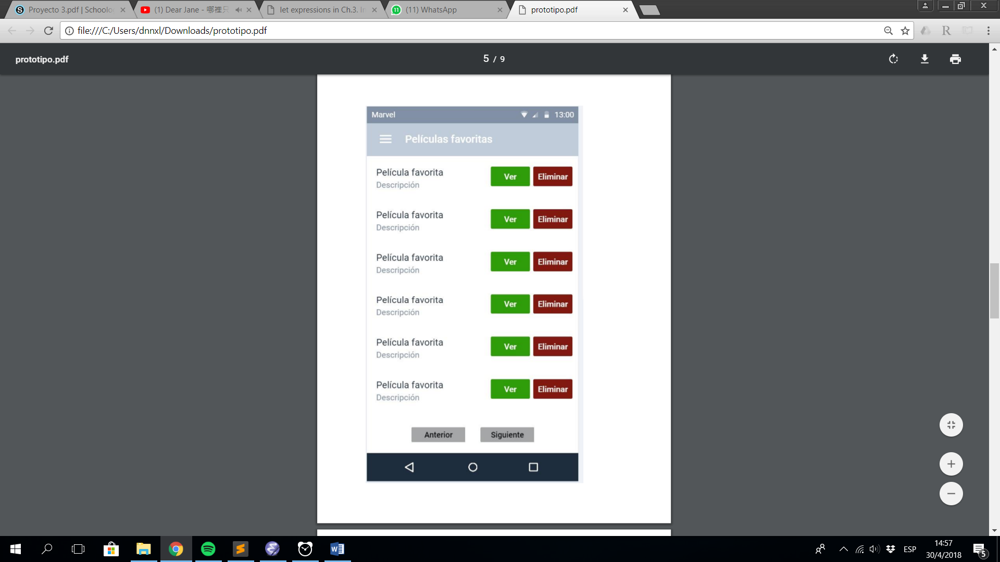 Proyecto 3.pdf | Schoolo
(1) Dear Jane - 哪裡只
let expressions in Ch.3. In
11 (11) WhatsApp
prototipo.pdf
file:///C:/Users/dnnxl/Downloads/prototipo.pdf
R
prototipo.pdf
5 / 9
Marvel
13:00
Películas favoritas
Película favorita
Descripción
Ver Eliminar
Película favorita
Descripción
Ver Eliminar
Película favorita
Descripción
Ver Eliminar
Película favorita
Descripción
Ver Eliminar
Película favorita
Descripción
Ver Eliminar
Película favorita
Descripción
Ver Eliminar
Anterior Siguiente
ESP
14:57
30/4/2018
5